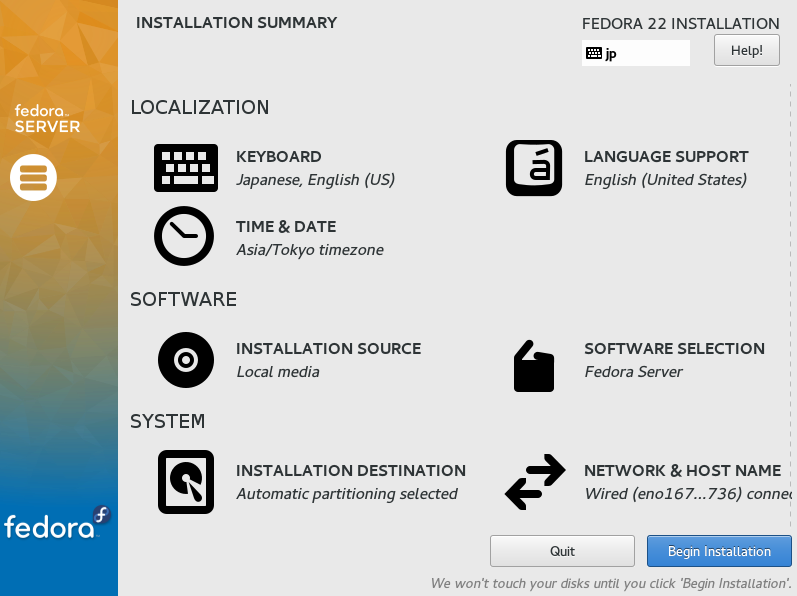 INSTALLATION SUMMARY
FEDORA 22 INSTALLATION
jp
Help!
fedora
SERVER
LOCALIZATION
KEYBOARD
Japanese, English (US)
LANGUAGE SUPPORT
English (United States)
TIME & DATE
Asia/Tokyo timezone
SOFTWARE
INSTALLATION SOURCE
Local media
SOFTWARE SELECTION
Fedora Server
SYSTEM
INSTALLATION DESTINATION
Automatic partitioning selected
NETWORK & HOST NAME
Wired (eno167...736) connec
fedora
Quit
Begin Installation
We won't touch your disks until you click 'Begin Installation'.